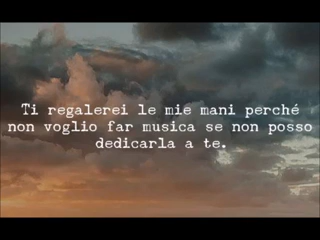 Ti regalerei le mie mani perché
non voglio far musica se non posso
dedicarla a te.